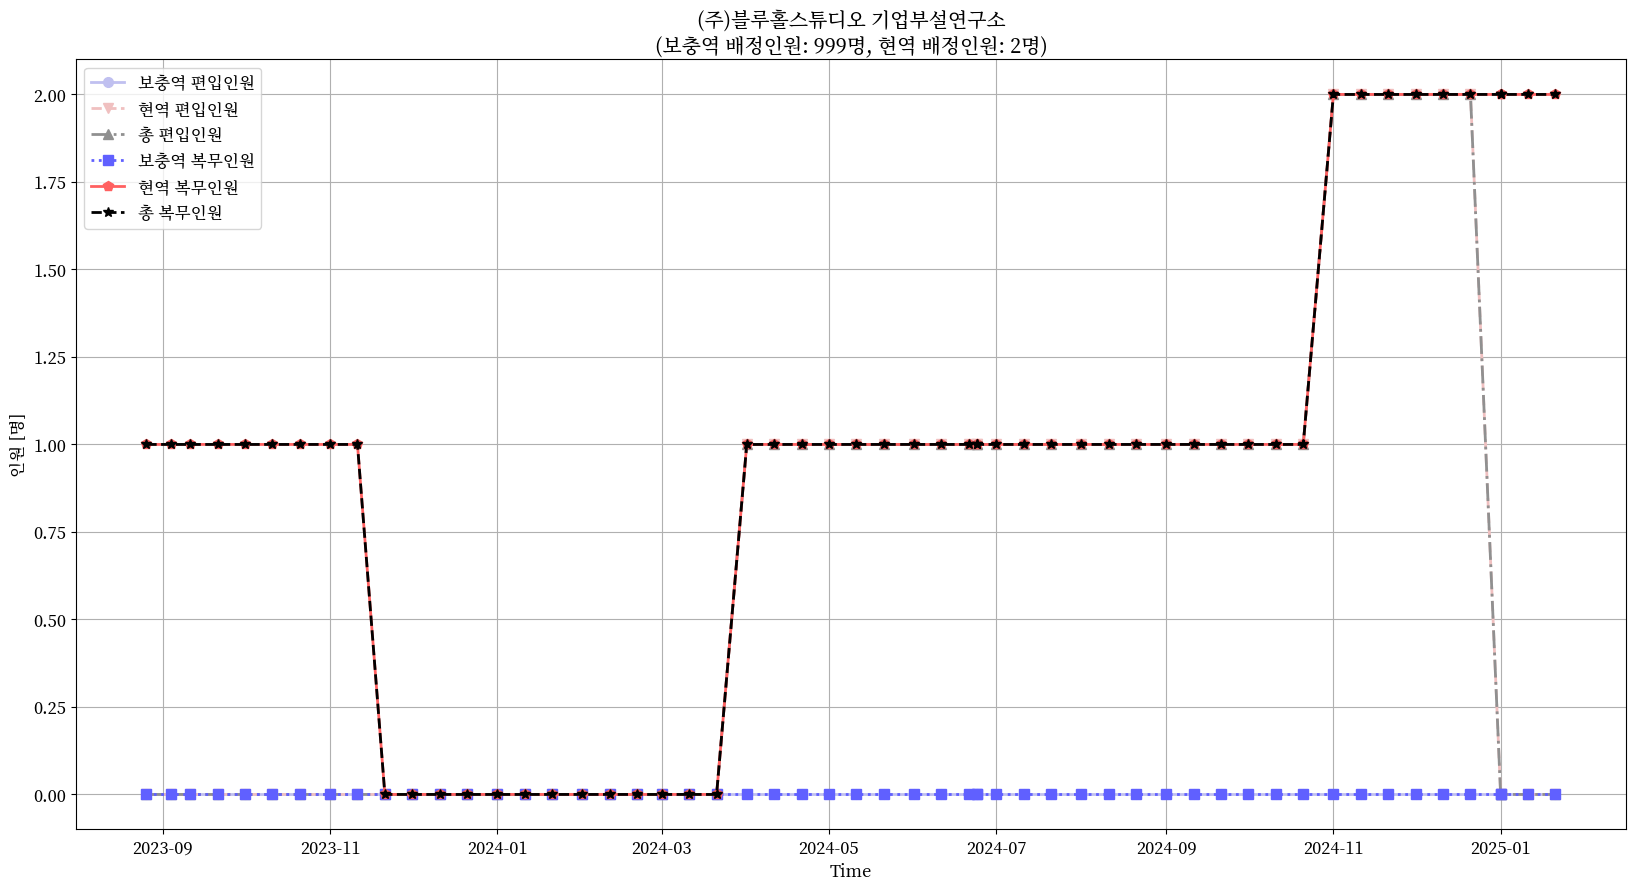 (주)블루홀스튜디오 기업부설연구소
(보충역 배정인원: 999명, 현역 배정인원: 2명)
보충역 편입인원
현역 편입인원
총 편입인원
보충역 복무인원
현역 복무인원
총 복무인원
2.00
1.75
1.50
1.25
1.00
0.75
0.50
0.25
0.00
인원 [명]
2023-09 2023-11 2024-01 2024-03 2024-05 2024-07 2024-09 2024-11 2025-01
Time